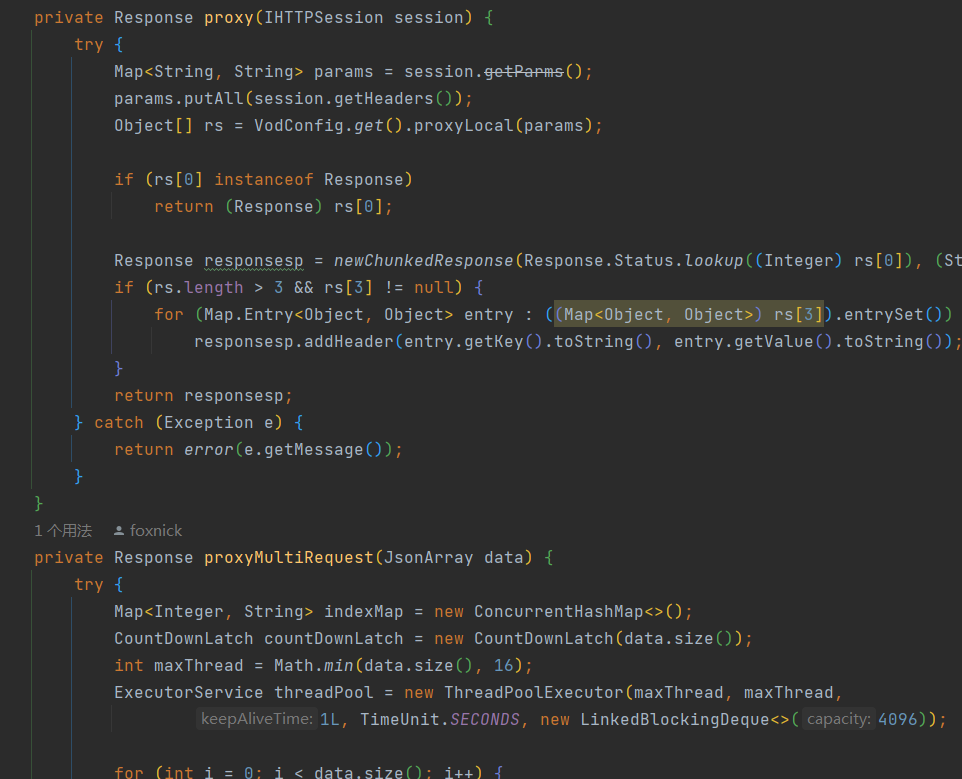 private Response proxy(IHTTPSession session) {
try {
Map<String, String> params = session.getParms();
params.putAll(session.getHeaders());
Object[] rs = VodConfig.get().proxyLocal(params);
if (rs[0] instanceof Response)
return (Response) rs[0];
Response responsesp = newChunkedResponse(Response.Status.lookup((Integer) rs[0]), (St
if (rs.length > 3 && rs[3] != null) {
for (Map.Entry<Object, Object> entry : ((Map<Object, Object>) rs[3]).entrySet())
responsesp.addHeader(entry.getKey().toString(), entry.getValue().toString());
}
return responsesp;
} catch (Exception e) {
return error(e.getMessage());
}
}
1 个用法 foxnick
private Response proxyMultiRequest(JsonArray data) {
try {
Map<Integer, String> indexMap = new ConcurrentHashMap<>();
CountDownLatch countDownLatch = new CountDownLatch(data.size());
int maxThread = Math.min(data.size(), 16);
ExecutorService threadPool = new ThreadPoolExecutor(maxThread, maxThread,
keepAliveTime: 1L, TimeUnit.SECONDS, new LinkedBlockingDeque<>( capacity: 4096));
for (int i = 0; i < data.size(); i++) {